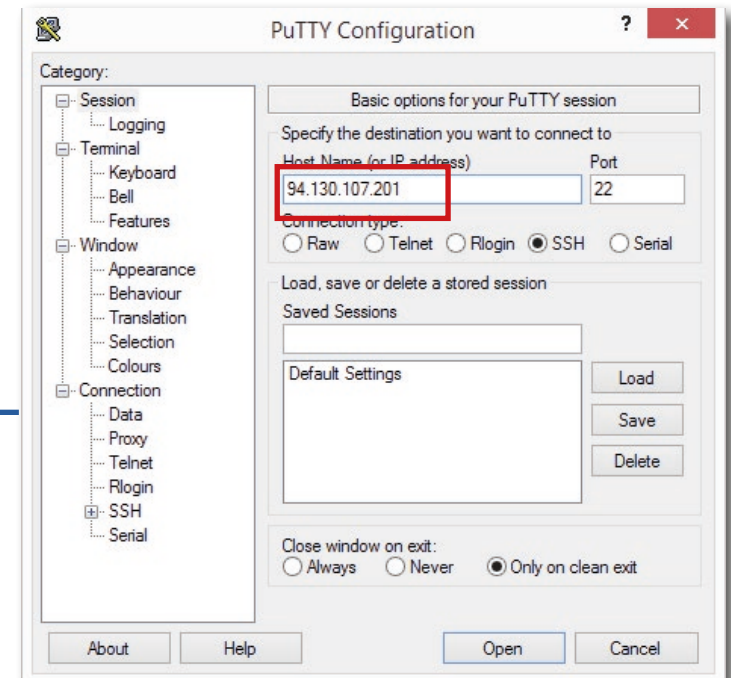 PuTTY Configuration
? ×
Category:
Session
Logging
Terminal
Keyboard
Bell
Features
Window
Appearance
Behaviour
Translation
Selection
Colours
Connection
Data
Proxy
Telnet
Rlogin
SSH
Serial
Basic options for your PuTTY session
Specify the destination you want to connect to
Host Name (or IP address) Port
94.130.107.201 22
Connection type:
Raw Telnet Rlogin SSH Serial
Load, save or delete a stored session
Saved Sessions
Default Settings
Load
Save
Delete
Close window on exit:
Always Never Only on clean exit
About Help Open Cancel